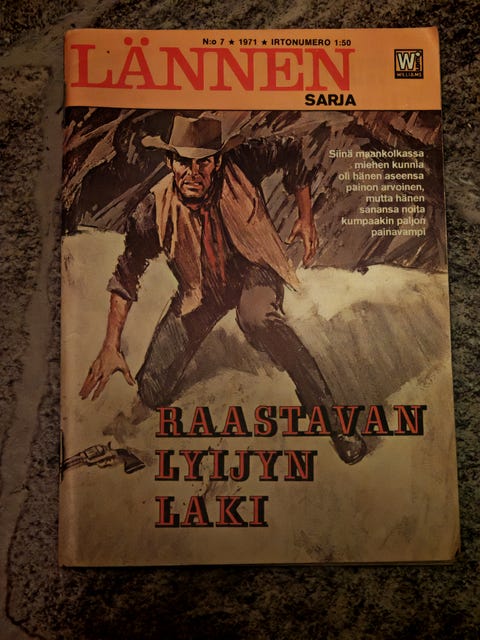 N:o 7 ★ 1971 ★ IRTONUMERO 1:50
LÄNNEN
SARJA
W
WILLIAMS
Siinä maankolkassa
miehen kunnia
oli hänen aseensa
painon arvoinen,
mutta hänen
sanansa noita
kumpaakin paljon
painavampi
RAASTAVAN
LYIJYN
LAKI